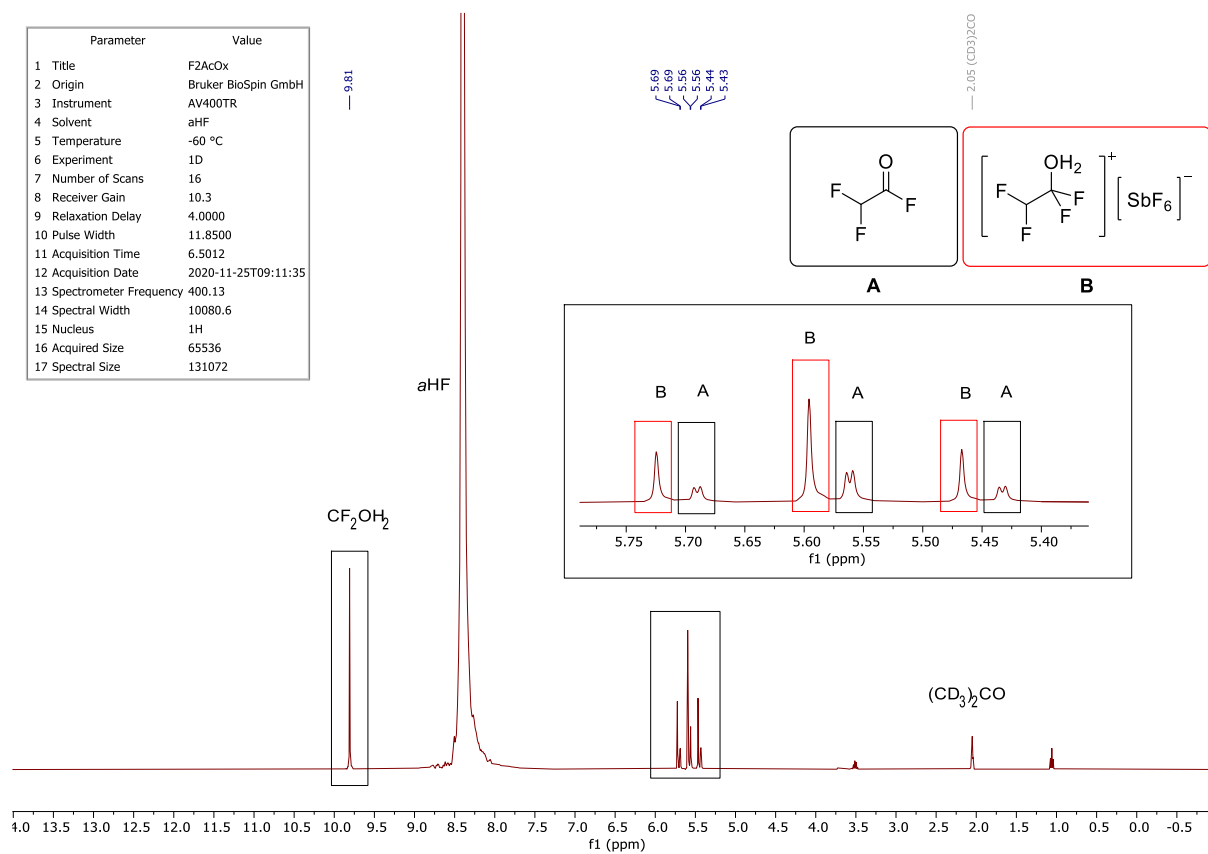 Parameter Value
1 Title F2AcOx
2 Origin Bruker BioSpin GmbH
3 Instrument AV400TR
4 Solvent aHF
5 Temperature -60 °C
6 Experiment 1D
7 Number of Scans 16
8 Receiver Gain 10.3
9 Relaxation Delay 4.0000
10 Pulse Width 11.8500
11 Acquisition Time 6.5012
12 Acquisition Date 2020-11-25T09:11:35
13 Spectrometer Frequency 400.13
14 Spectral Width 10080.6
15 Nucleus 1H
16 Acquired Size 65536
17 Spectral Size 131072
9.81
5.69
5.69
5.56
5.56
5.44
5.43
2.05 (CD3)2CO
O
F
F
F
OH2
F
F
F
F
+
[SbF6]−
A B
aHF
B A B A B A
5.75 5.70 5.65 5.60 5.55 5.50 5.45 5.40
f1 (ppm)
CF2OH2
(CD3)2CO
4.0 13.5 13.0 12.5 12.0 11.5 11.0 10.5 10.0 9.5 9.0 8.5 8.0 7.5 7.0 6.5 6.0 5.5 5.0 4.5 4.0 3.5 3.0 2.5 2.0 1.5 1.0 0.5 0.0 -0.5
f1 (ppm)